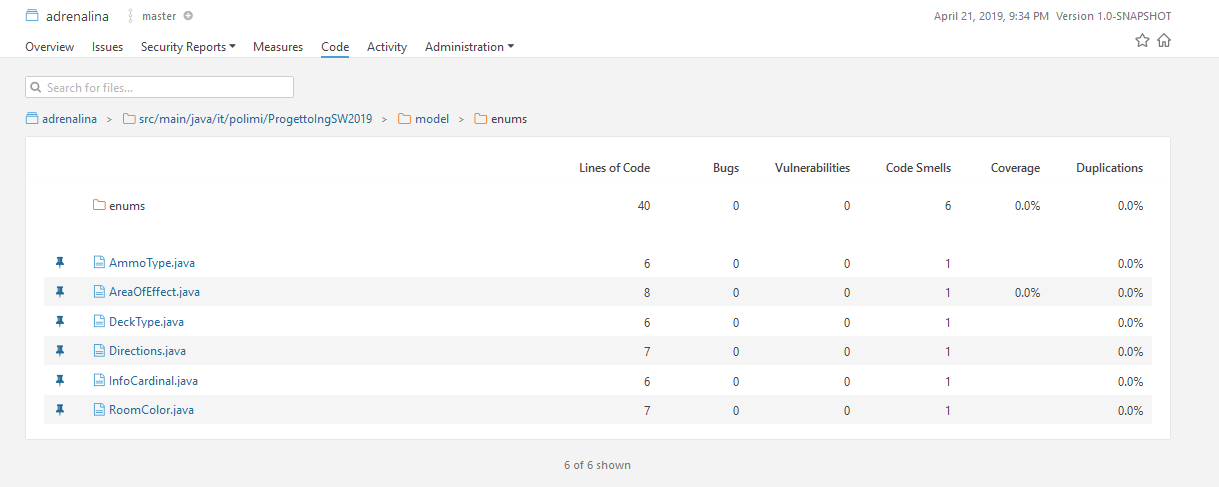 adrenalina master April 21, 2019, 9:34 PM Version 1.0-SNAPSHOT
Overview Issues Security Reports Measures Code Activity Administration
Search for files...
adrenalina > src/main/java/it/polimi/ProgettoIngSW2019 > model > enums
Lines of Code Bugs Vulnerabilities Code Smells Coverage Duplications
enums 40 0 0 6 0.0% 0.0%
AmmoType.java 6 0 0 1 0.0%
AreaOfEffect.java 8 0 0 1 0.0% 0.0%
DeckType.java 6 0 0 1 0.0%
Directions.java 7 0 0 1 0.0%
InfoCardinal.java 6 0 0 1 0.0%
RoomColor.java 7 0 0 1 0.0%
6 of 6 shown